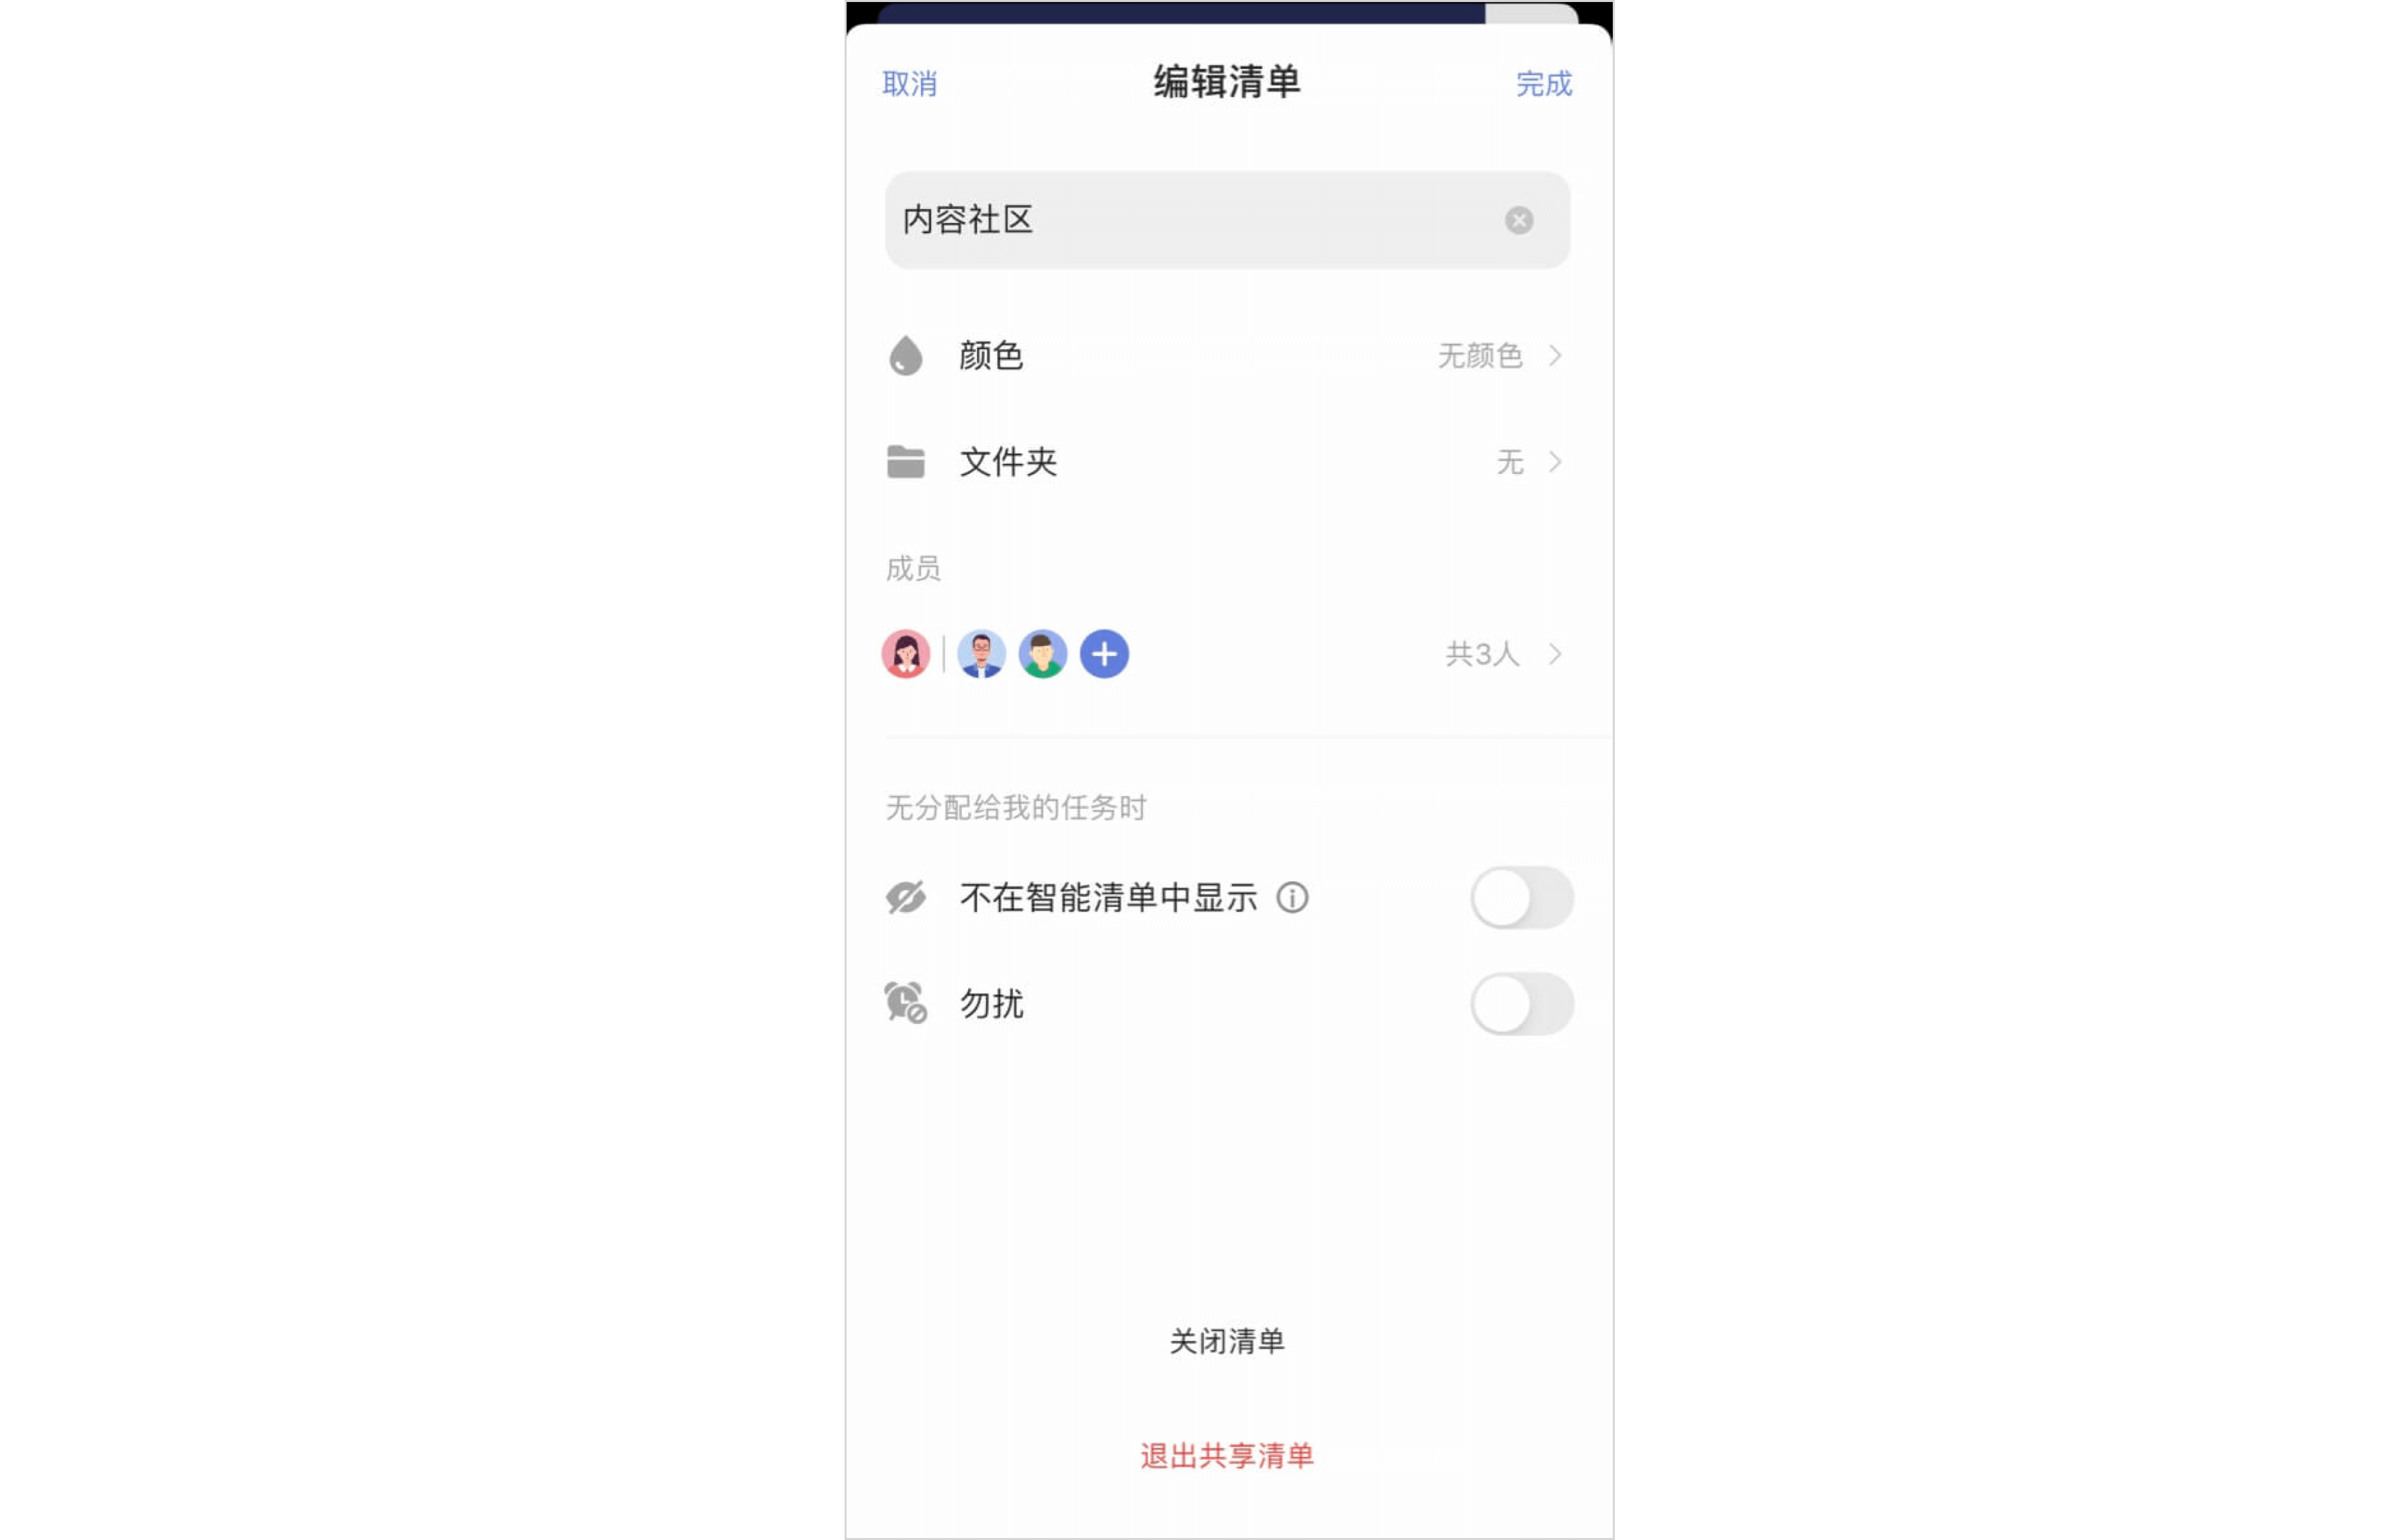 取消 编辑清单 完成
内容社区
颜色 无颜色
文件夹 无
成员
共3人
无分配给我的任务时
不在智能清单中显示
勿扰
关闭清单
退出共享清单